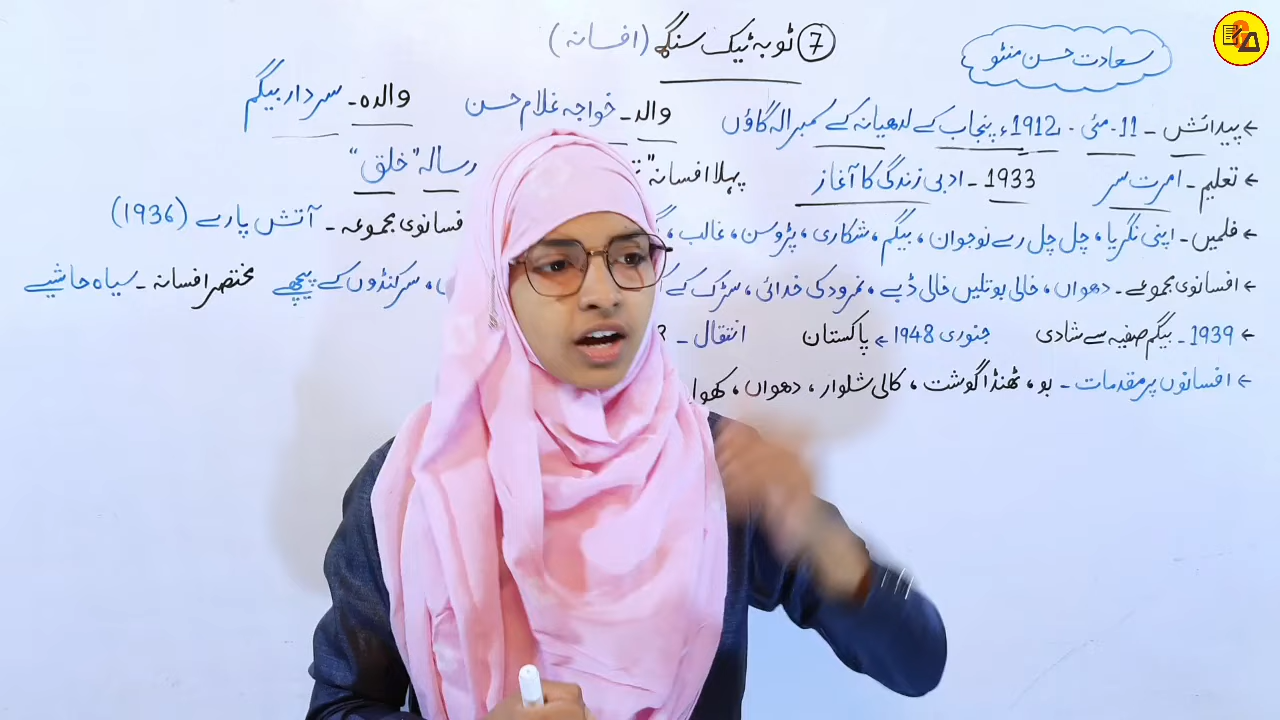 7 ٹوبہ ٹیک سنگھ (افسانہ)
سعادت حسن منٹو
← پیدائش - 11 - مئی - 1912ء پنجاب کے لدھیانہ کے کمبرالہ گاؤں والد - خواجہ غلام حسن والدہ - سردار بیگم
← تعلیم - امرت سر 1933 - ادبی زندگی کا آغاز پہلا افسانہ رسالہ "خلق"
← فلمیں - اپنی نگریا، چل چل رے نوجوان، بیگم، شکاری، پڑوسن، غالب، فسانوی مجموعہ - آتش پارے (1936)
← افسانوی مجموعے - دھواں، خالی بوتلیں خالی ڈبے، نمرود کی خدائی، سڑک کے سرکنڈوں کے پیچھے مختصر افسانہ - سیاہ حاشیے
← 1939 - بیگم صفیہ سے شادی جنوری 1948 ← پاکستان انتقال -
← افسانوں پر مقدمات - بو، ٹھنڈا گوشت، کالی شلوار، دھواں،